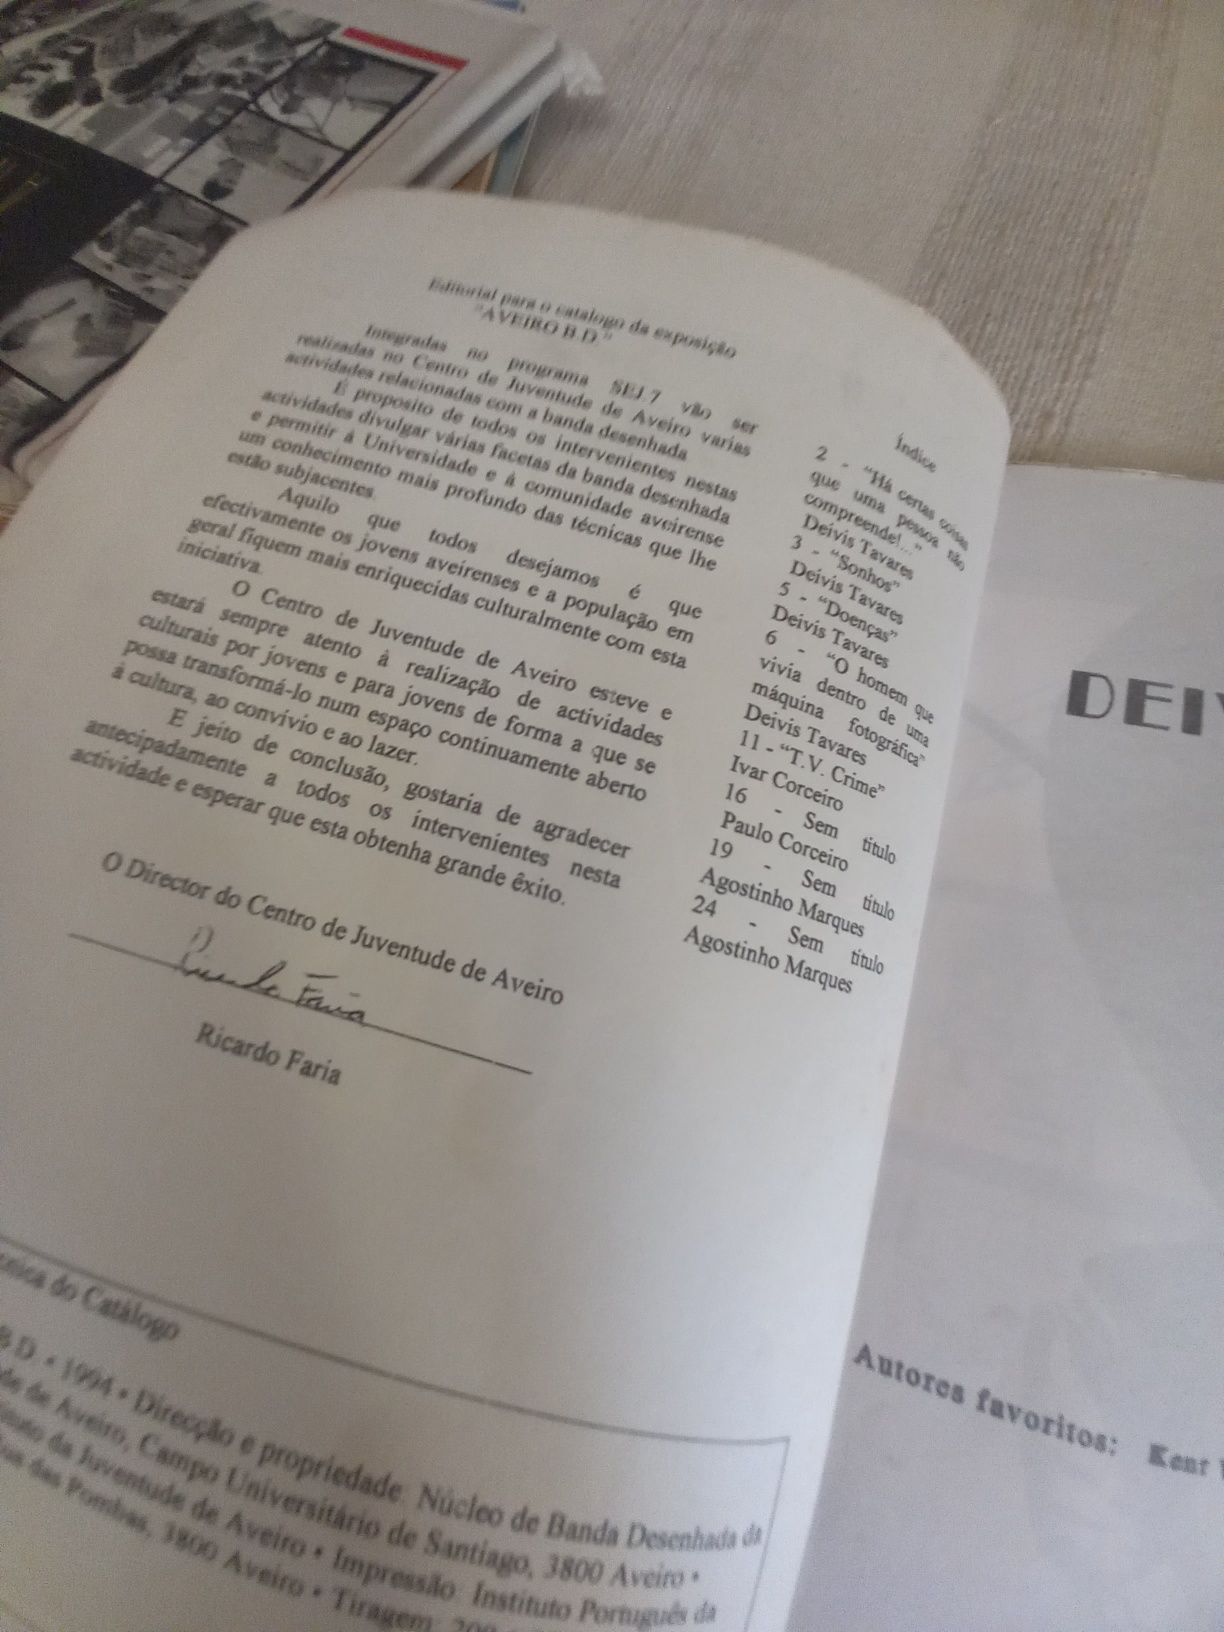 Editorial para o catalogo da exposição
"AVEIRO B.D."
Integradas no programa SEJ.7 vão ser
realizadas no Centro de Juventude de Aveiro varias
actividades relacionadas com a banda desenhada
É proposito de todos os intervenientes nestas
actividades divulgar várias facetas da banda desenhada
e permitir à Universidade e à comunidade aveirense
um conhecimento mais profundo das técnicas que lhe
estão subjacentes.
Aquilo que todos desejamos é que
efectivamente os jovens aveirenses e a população em
geral fiquem mais enriquecidas culturalmente com esta
iniciativa.
O Centro de Juventude de Aveiro esteve e
estará sempre atento à realização de actividades
culturais por jovens e para jovens de forma a que se
possa transformá-lo num espaço continuamente aberto
à cultura, ao convívio e ao lazer.
E jeito de conclusão, gostaria de agradecer
antecipadamente a todos os intervenientes nesta
actividade e esperar que esta obtenha grande êxito.
O Director do Centro de Juventude de Aveiro
Ricardo Faria
Ricardo Faria
Índice
2 - "Há certas coisas
que uma pessoa não
compreende!..."
Deivis Tavares
3 - "Sonhos"
Deivis Tavares
5 - "Doenças"
Deivis Tavares
6 - "O homem que
vivia dentro de uma
máquina fotográfica"
Deivis Tavares
11 - "T.V. Crime"
Ivar Corceiro
16 - Sem título
Paulo Corceiro
19 - Sem título
Agostinho Marques
24 - Sem título
Agostinho Marques
do Catálogo
B.D. • 1994 • Direcção e propriedade: Núcleo de Banda Desenhada da
de Aveiro, Campo Universitário de Santiago, 3800 Aveiro •
da Juventude de Aveiro • Impressão: Instituto Português da
das Pombas, 3800 Aveiro • Tiragem:
DEIV
Autores favoritos: Kent